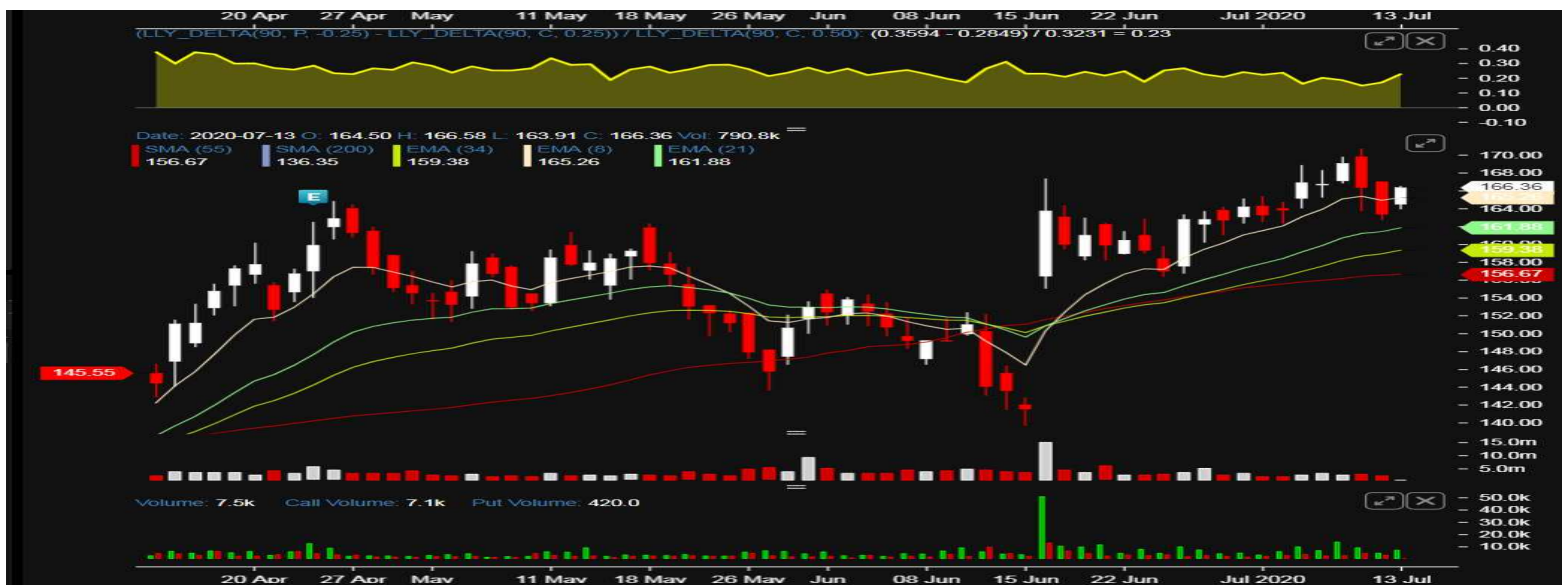 20 Apr 27 Apr May 11 May 18 May 26 May Jun 08 Jun 15 Jun 22 Jun Jul 2020 13 Jul
(LLY_DELTA(90, P, -0.25) - LLY_DELTA(90, C, 0.25)) / LLY_DELTA(90, C, 0.50): (0.3594 - 0.2849) / 0.3231 = 0.23
0.40
0.30
0.20
0.10
0.00
-0.10
Date: 2020-07-13 O: 164.50 H: 166.58 L: 163.91 C: 166.36 Vol: 790.8k
SMA (55) SMA (200) EMA (34) EMA (8) EMA (21)
156.67 136.35 159.38 165.26 161.88
170.00
168.00
166.36
164.00
161.88
159.38
158.00
156.67
154.00
152.00
150.00
148.00
146.00
144.00
142.00
140.00
E
145.55
15.0m
10.0m
5.0m
Volume: 7.5k Call Volume: 7.1k Put Volume: 420.0
50.0k
40.0k
30.0k
20.0k
10.0k
20 Apr 27 Apr May 11 May 18 May 26 May Jun 08 Jun 15 Jun 22 Jun Jul 2020 13 Jul